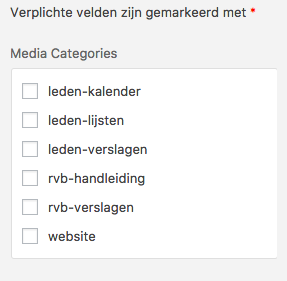 Verplichte velden zijn gemarkeerd met *
Media Categories
leden-kalender
leden-lijsten
leden-verslagen
rvb-handleiding
rvb-verslagen
website